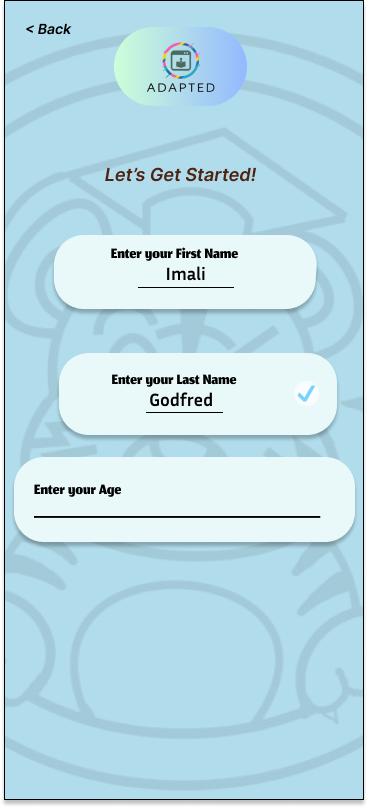 < Back
ADAPTED
Let's Get Started!
Enter your First Name
Imali
Enter your Last Name
Godfred
Enter your Age